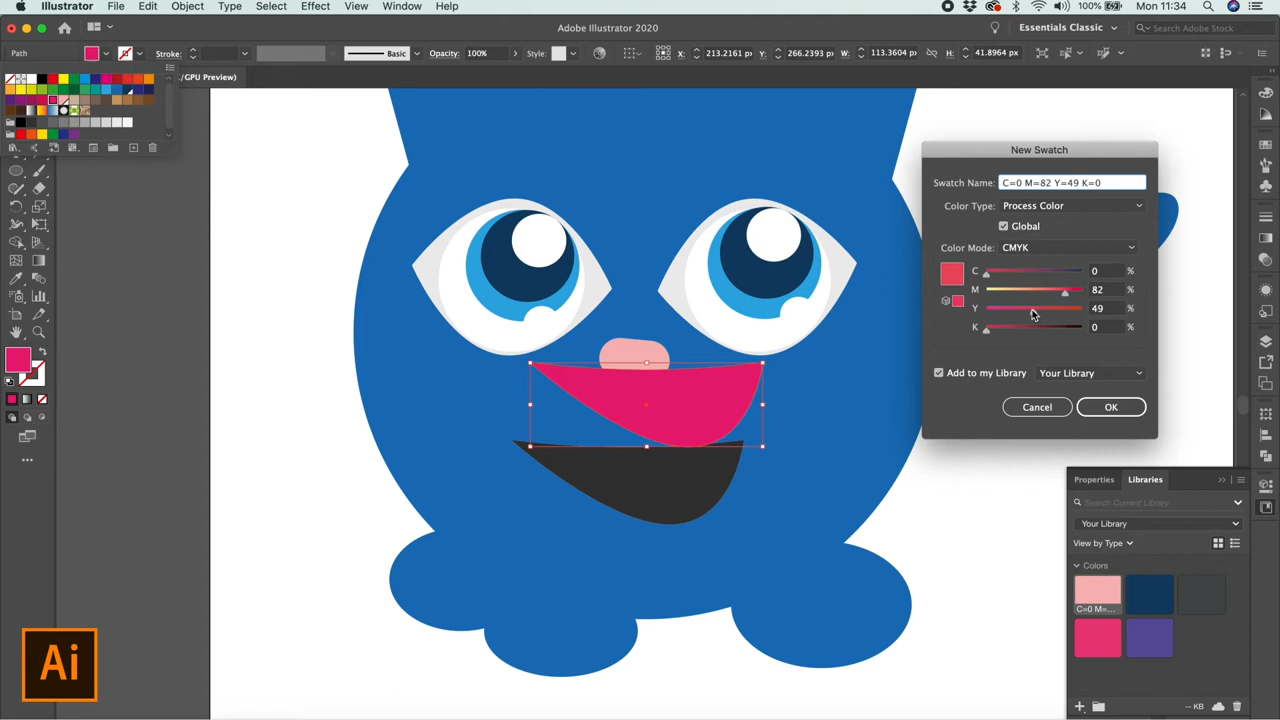 Illustrator File Edit Object Type Select Effect View Window Help 100% Mon 11:34
Adobe Illustrator 2020 Essentials Classic Search Adobe Stock
Path Stroke: Basic Opacity: 100% Style: X: 213.2161 px Y: 266.2393 px W: 113.3604 px H: 41.8964 px
/GPU Preview)
New Swatch
Swatch Name: C=0 M=82 Y=49 K=0
Color Type: Process Color
Global
Color Mode: CMYK
C 0 %
M 82 %
Y 49 %
K 0 %
Add to my Library Your Library
Cancel OK
Properties Libraries
Search Current Library
Your Library
View by Type
Colors
C=0 M=...
-- KB
Ai